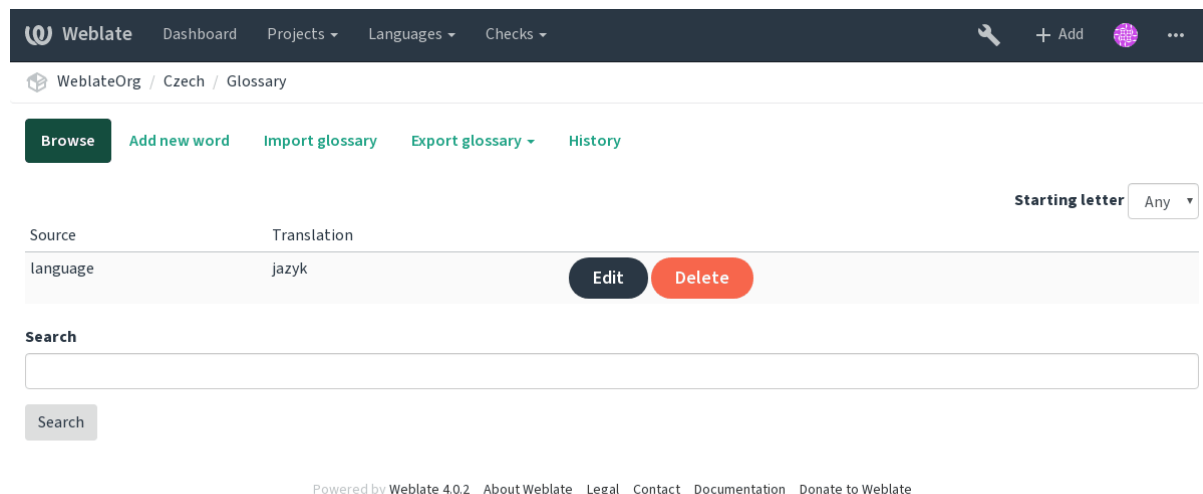 Weblate Dashboard Projects Languages Checks Add
WeblateOrg / Czech / Glossary
Browse Add new word Import glossary Export glossary History
Starting letter Any
Source Translation
language jazyk Edit Delete
Search
Search
Powered by Weblate 4.0.2 About Weblate Legal Contact Documentation Donate to Weblate